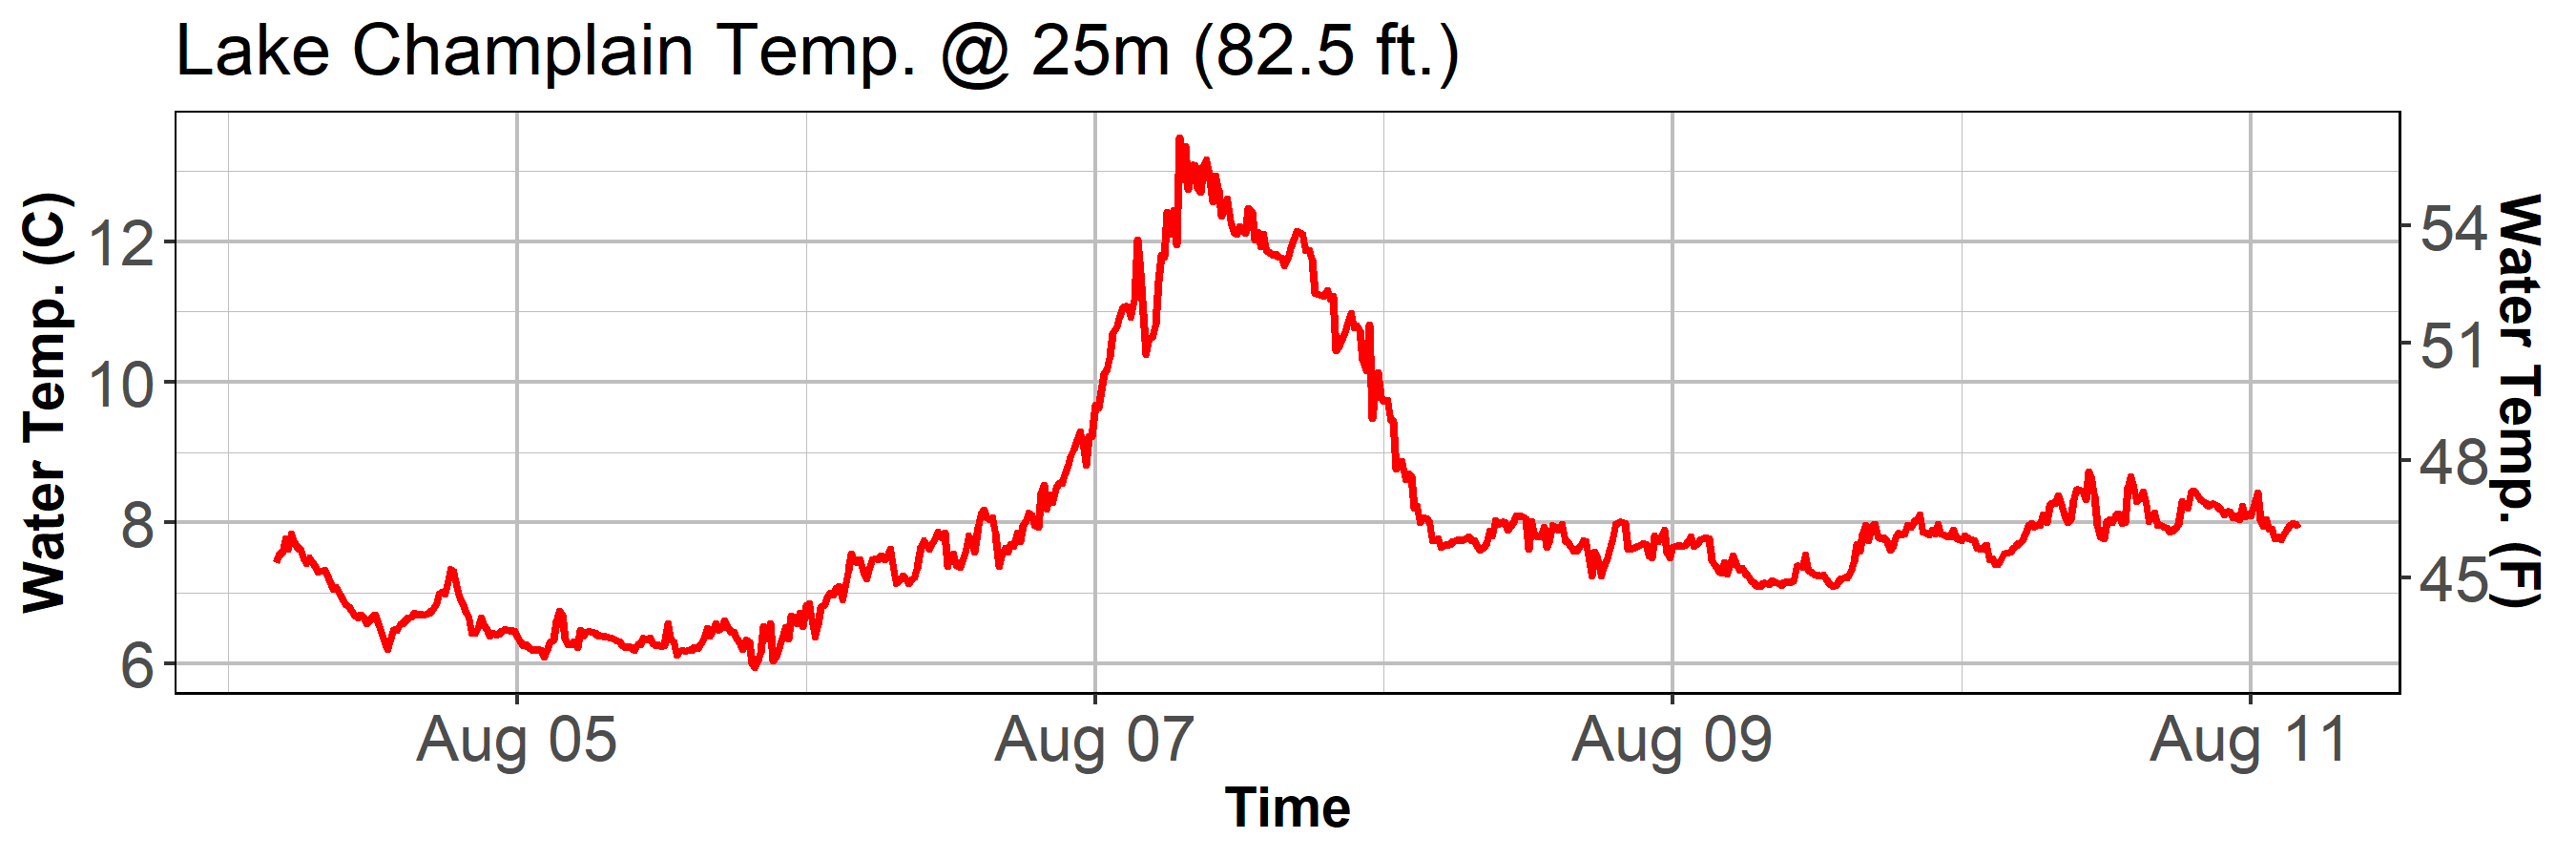 Lake Champlain Temp. @ 25m (82.5 ft.)
Water Temp. (C)
12
10
8
6
54
51
48
45
Water Temp. (F)
Aug 05 Aug 07 Aug 09 Aug 11
Time